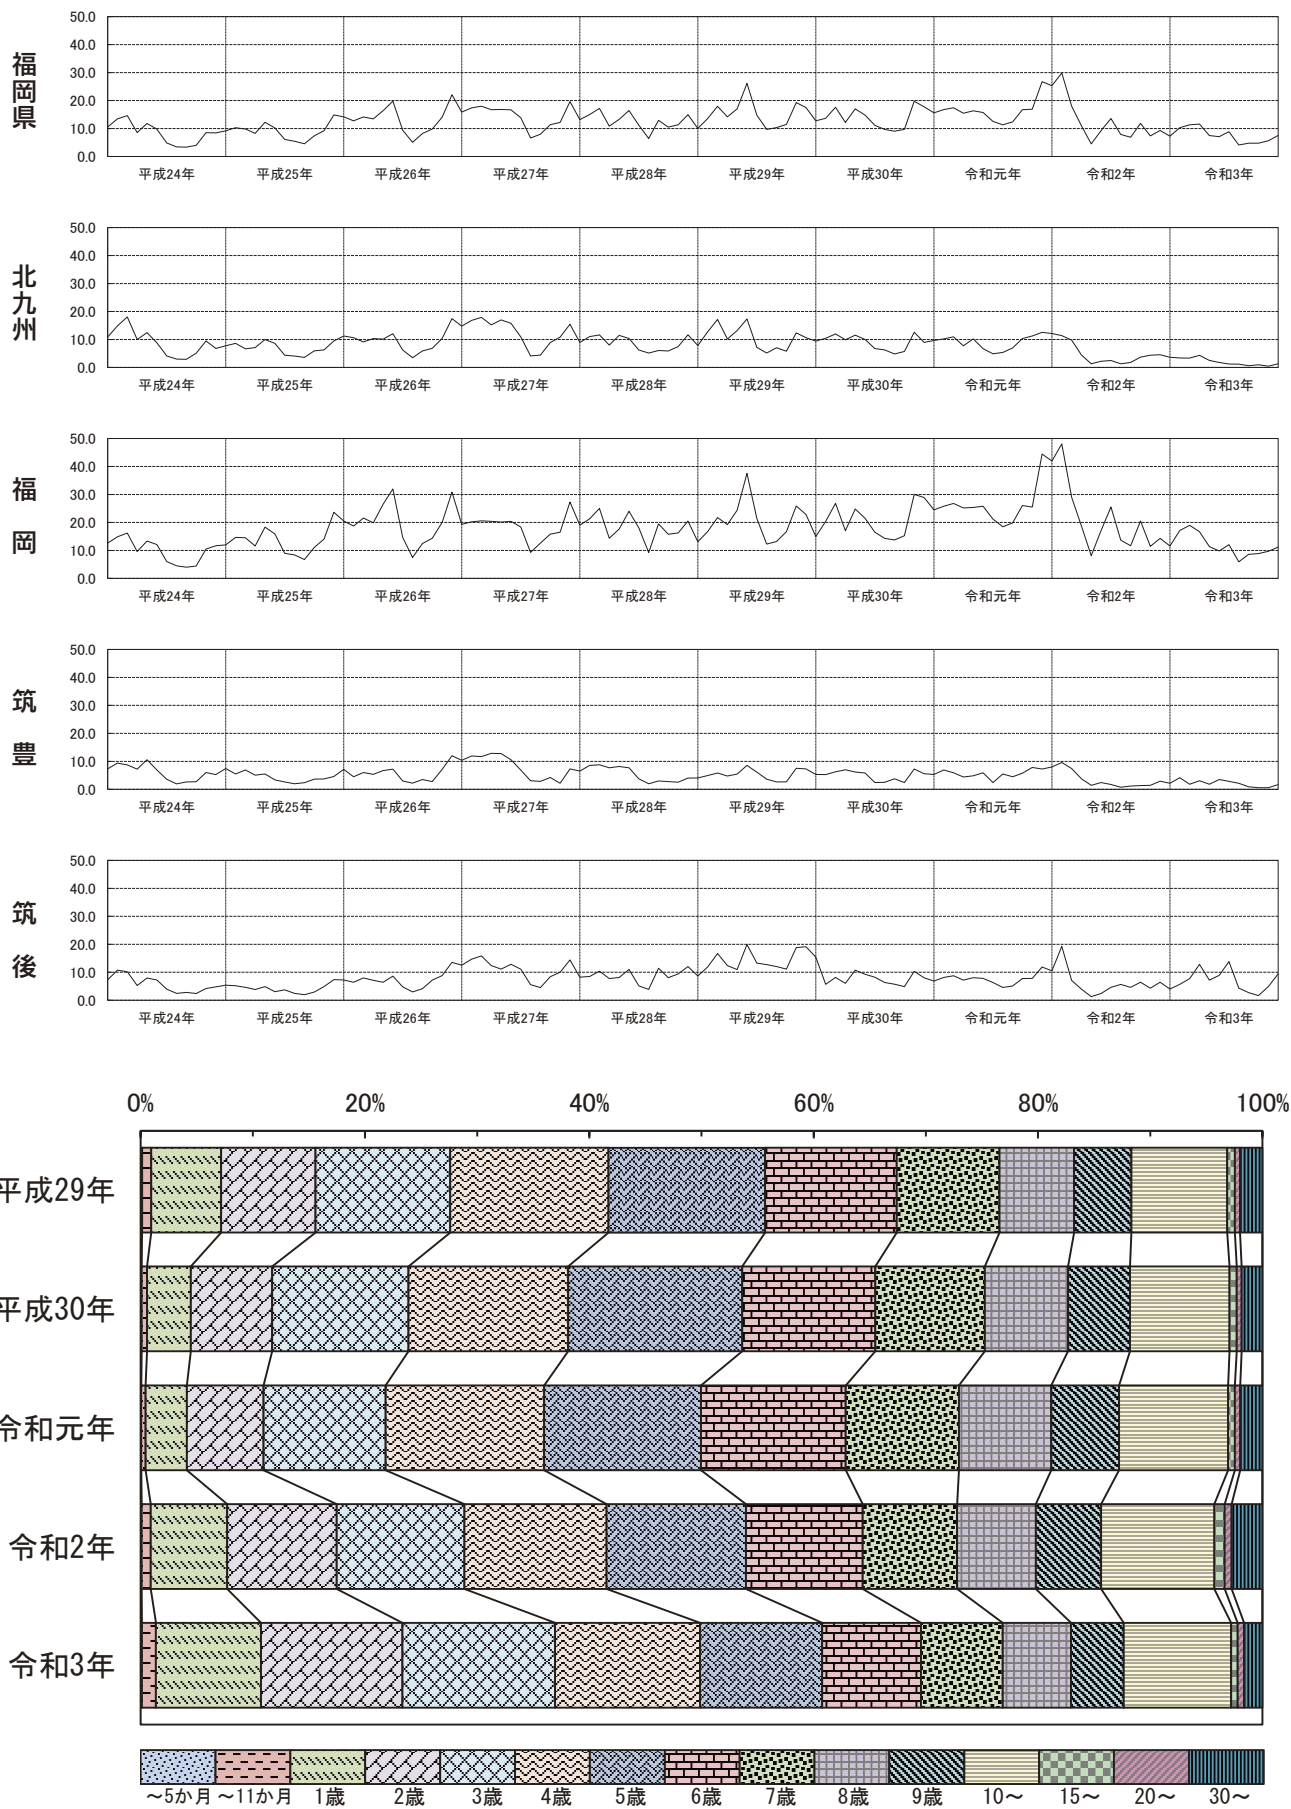 福岡県
50.0
40.0
30.0
20.0
10.0
0.0
平成24年 平成25年 平成26年 平成27年 平成28年 平成29年 平成30年 令和元年 令和2年 令和3年
北九州
50.0
40.0
30.0
20.0
10.0
0.0
平成24年 平成25年 平成26年 平成27年 平成28年 平成29年 平成30年 令和元年 令和2年 令和3年
福岡
50.0
40.0
30.0
20.0
10.0
0.0
平成24年 平成25年 平成26年 平成27年 平成28年 平成29年 平成30年 令和元年 令和2年 令和3年
筑豊
50.0
40.0
30.0
20.0
10.0
0.0
平成24年 平成25年 平成26年 平成27年 平成28年 平成29年 平成30年 令和元年 令和2年 令和3年
筑後
50.0
40.0
30.0
20.0
10.0
0.0
平成24年 平成25年 平成26年 平成27年 平成28年 平成29年 平成30年 令和元年 令和2年 令和3年
0% 20% 40% 60% 80% 100%
平成29年
平成30年
令和元年
令和2年
令和3年
～5か月 ～11か月 1歳 2歳 3歳 4歳 5歳 6歳 7歳 8歳 9歳 10～ 15～ 20～ 30～